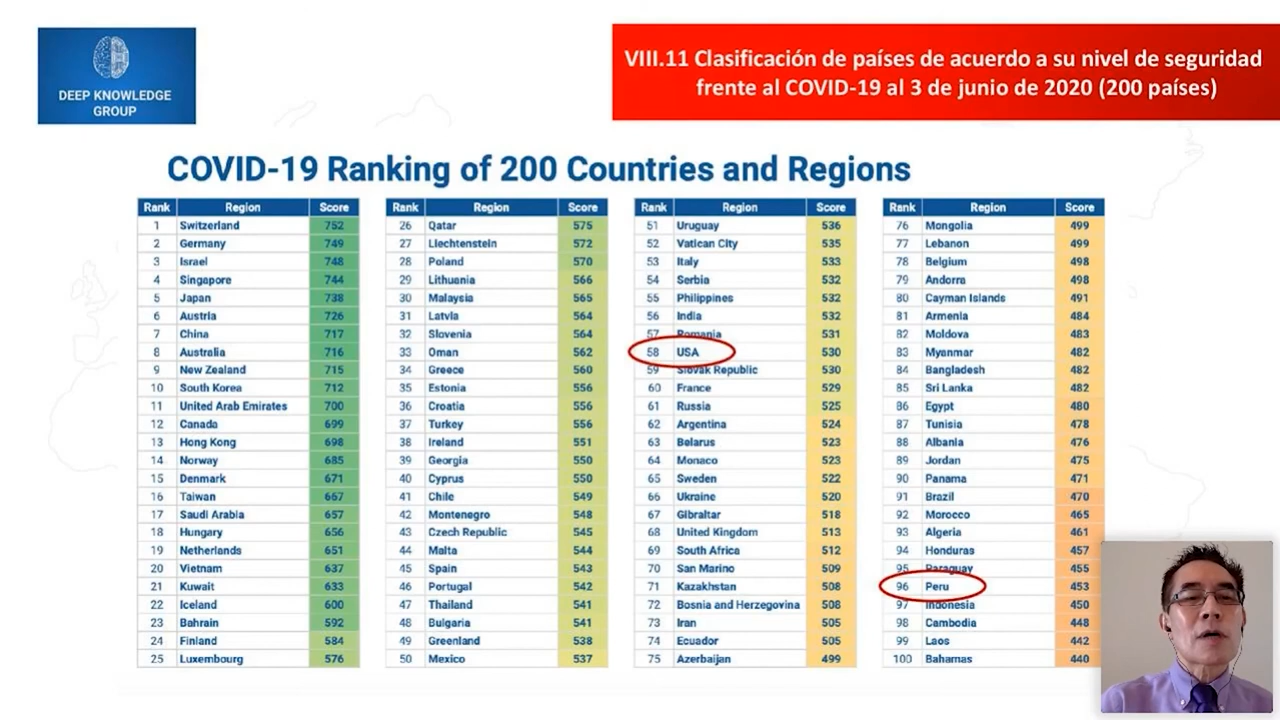 DEEP KNOWLEDGE
GROUP
VIII.11 Clasificación de países de acuerdo a su nivel de seguridad
frente al COVID-19 al 3 de junio de 2020 (200 países)
COVID-19 Ranking of 200 Countries and Regions
Rank Region Score
1 Switzerland 752
2 Germany 749
3 Israel 748
4 Singapore 744
5 Japan 738
6 Austria 726
7 China 717
8 Australia 716
9 New Zealand 715
10 South Korea 712
11 United Arab Emirates 700
12 Canada 699
13 Hong Kong 698
14 Norway 685
15 Denmark 671
16 Taiwan 667
17 Saudi Arabia 657
18 Hungary 656
19 Netherlands 651
20 Vietnam 637
21 Kuwait 633
22 Iceland 600
23 Bahrain 592
24 Finland 584
25 Luxembourg 576
Rank Region Score
26 Qatar 575
27 Liechtenstein 572
28 Poland 570
29 Lithuania 566
30 Malaysia 565
31 Latvia 564
32 Slovenia 564
33 Oman 562
34 Greece 560
35 Estonia 556
36 Croatia 556
37 Turkey 556
38 Ireland 551
39 Georgia 550
40 Cyprus 550
41 Chile 549
42 Montenegro 548
43 Czech Republic 545
44 Malta 544
45 Spain 543
46 Portugal 542
47 Thailand 541
48 Bulgaria 541
49 Greenland 538
50 Mexico 537
Rank Region Score
51 Uruguay 536
52 Vatican City 535
53 Italy 533
54 Serbia 532
55 Philippines 532
56 India 532
57 Romania 531
58 USA 530
59 Slovak Republic 530
60 France 529
61 Russia 525
62 Argentina 524
63 Belarus 523
64 Monaco 523
65 Sweden 522
66 Ukraine 520
67 Gibraltar 518
68 United Kingdom 513
69 South Africa 512
70 San Marino 509
71 Kazakhstan 508
72 Bosnia and Herzegovina 508
73 Iran 505
74 Ecuador 505
75 Azerbaijan 499
Rank Region Score
76 Mongolia 499
77 Lebanon 499
78 Belgium 498
79 Andorra 498
80 Cayman Islands 491
81 Armenia 484
82 Moldova 483
83 Myanmar 482
84 Bangladesh 482
85 Sri Lanka 482
86 Egypt 480
87 Tunisia 478
88 Albania 476
89 Jordan 475
90 Panama 471
91 Brazil 470
92 Morocco 465
93 Algeria 461
94 Honduras 457
95 Paraguay 455
96 Peru 453
97 Indonesia 450
98 Cambodia 448
99 Laos 442
100 Bahamas 440